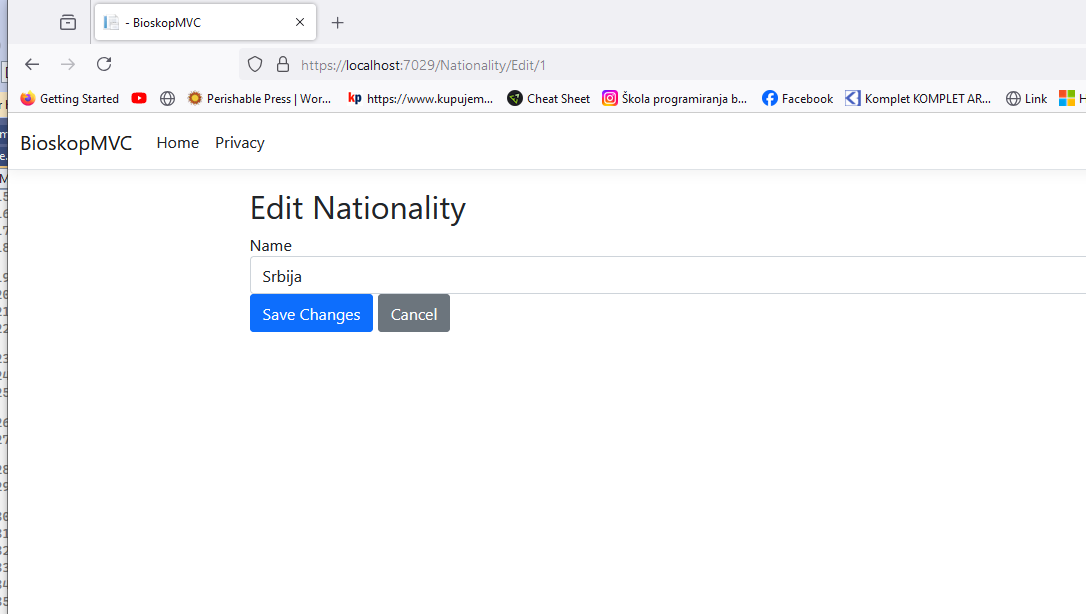 - BioskopMVC
https://localhost:7029/Nationality/Edit/1
Getting Started Perishable Press | Wor... kp https://www.kupujem... Cheat Sheet Škola programiranja b... Facebook Komplet KOMPLET AR... Link H
BioskopMVC Home Privacy
Edit Nationality
Name
Srbija
Save Changes Cancel